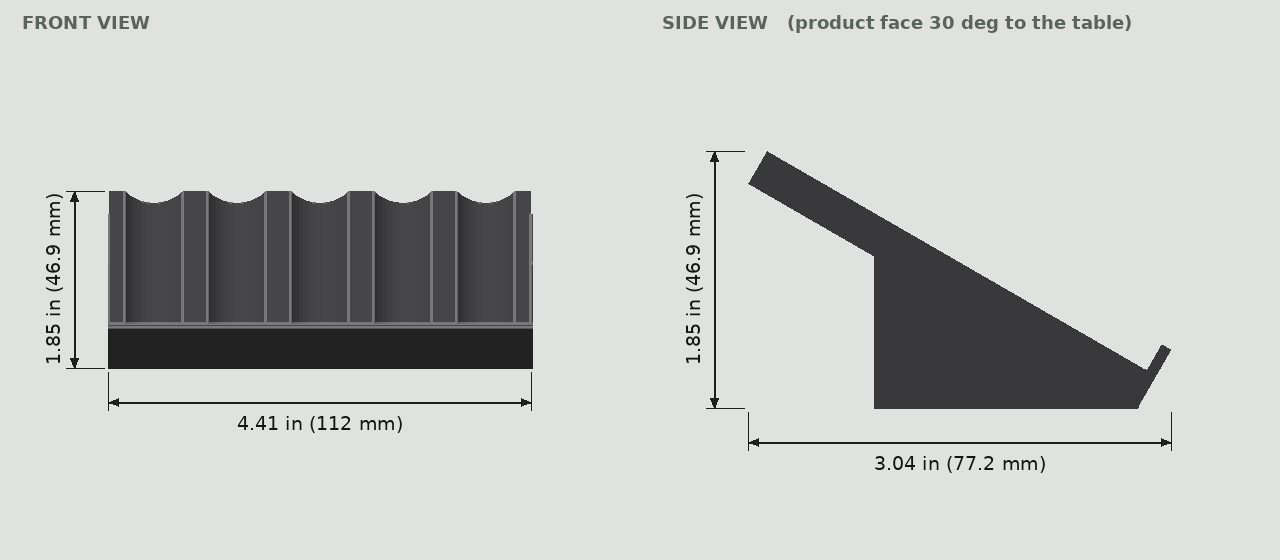 FRONT VIEW
1.85 in (46.9 mm)
4.41 in (112 mm)
SIDE VIEW (product face 30 deg to the table)
1.85 in (46.9 mm)
3.04 in (77.2 mm)